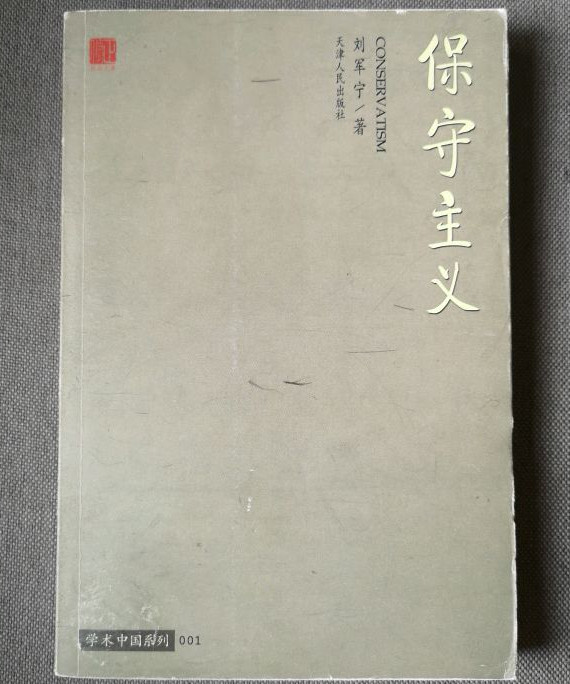 保守主义
CONSERVATISM
刘军宁/著
天津人民出版社
学术中国系列 001